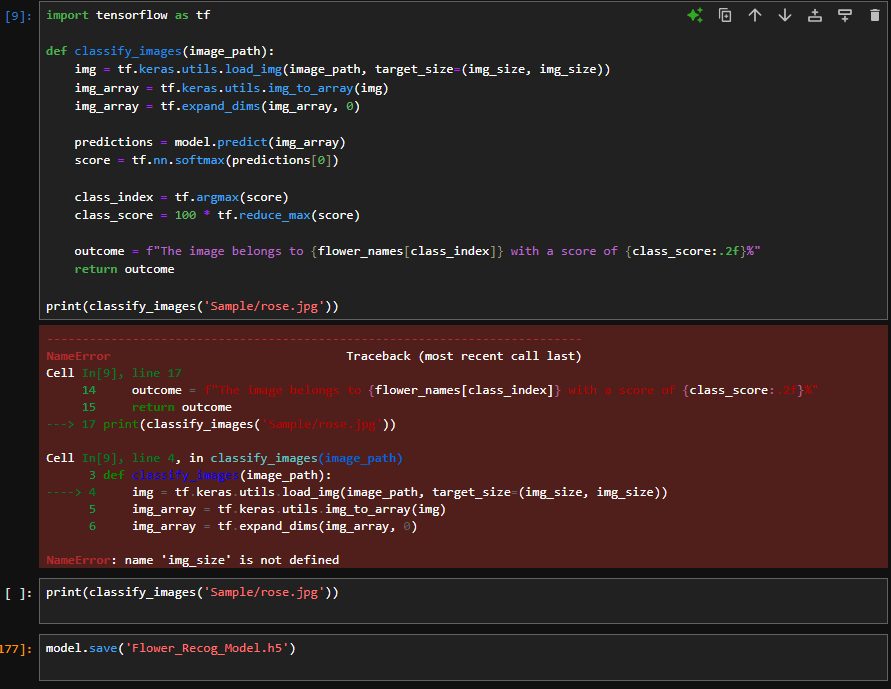 [9]:
import tensorflow as tf
def classify_images(image_path):
    img = tf.keras.utils.load_img(image_path, target_size=(img_size, img_size))
    img_array = tf.keras.utils.img_to_array(img)
    img_array = tf.expand_dims(img_array, 0)
    predictions = model.predict(img_array)
    score = tf.nn.softmax(predictions[0])
    class_index = tf.argmax(score)
    class_score = 100 * tf.reduce_max(score)
    outcome = f"The image belongs to {flower_names[class_index]} with a score of {class_score:.2f}%"
    return outcome
print(classify_images('Sample/rose.jpg'))
---------------------------------------------------------------------------
NameError                                 Traceback (most recent call last)
Cell In[9], line 17
     14     outcome = f"The image belongs to {flower_names[class_index]} with a score of {class_score:.2f}%"
     15     return outcome
---> 17 print(classify_images('Sample/rose.jpg'))
Cell In[9], line 4, in classify_images(image_path)
      3 def classify_images(image_path):
----> 4     img = tf.keras.utils.load_img(image_path, target_size=(img_size, img_size))
      5     img_array = tf.keras.utils.img_to_array(img)
      6     img_array = tf.expand_dims(img_array, 0)
NameError: name 'img_size' is not defined
[ ]:
print(classify_images('Sample/rose.jpg'))
177]:
model.save('Flower_Recog_Model.h5')